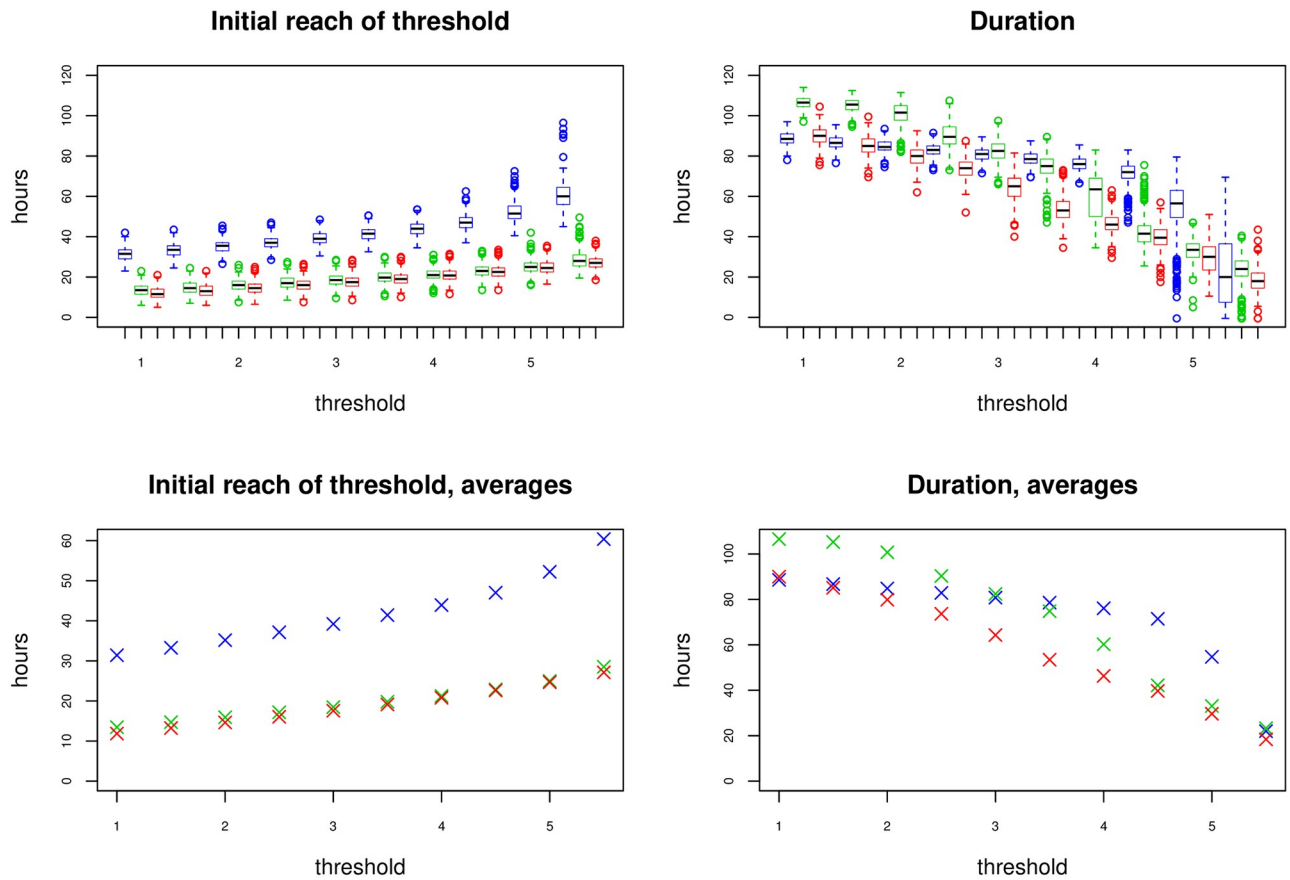 Initial reach of threshold
hours
0 20 40 60 80 100 120
1 2 3 4 5
threshold
Duration
hours
0 20 40 60 80 100 120
1 2 3 4 5
threshold
Initial reach of threshold, averages
hours
0 10 20 30 40 50 60
1 2 3 4 5
threshold
Duration, averages
hours
0 20 40 60 80 100
1 2 3 4 5
threshold